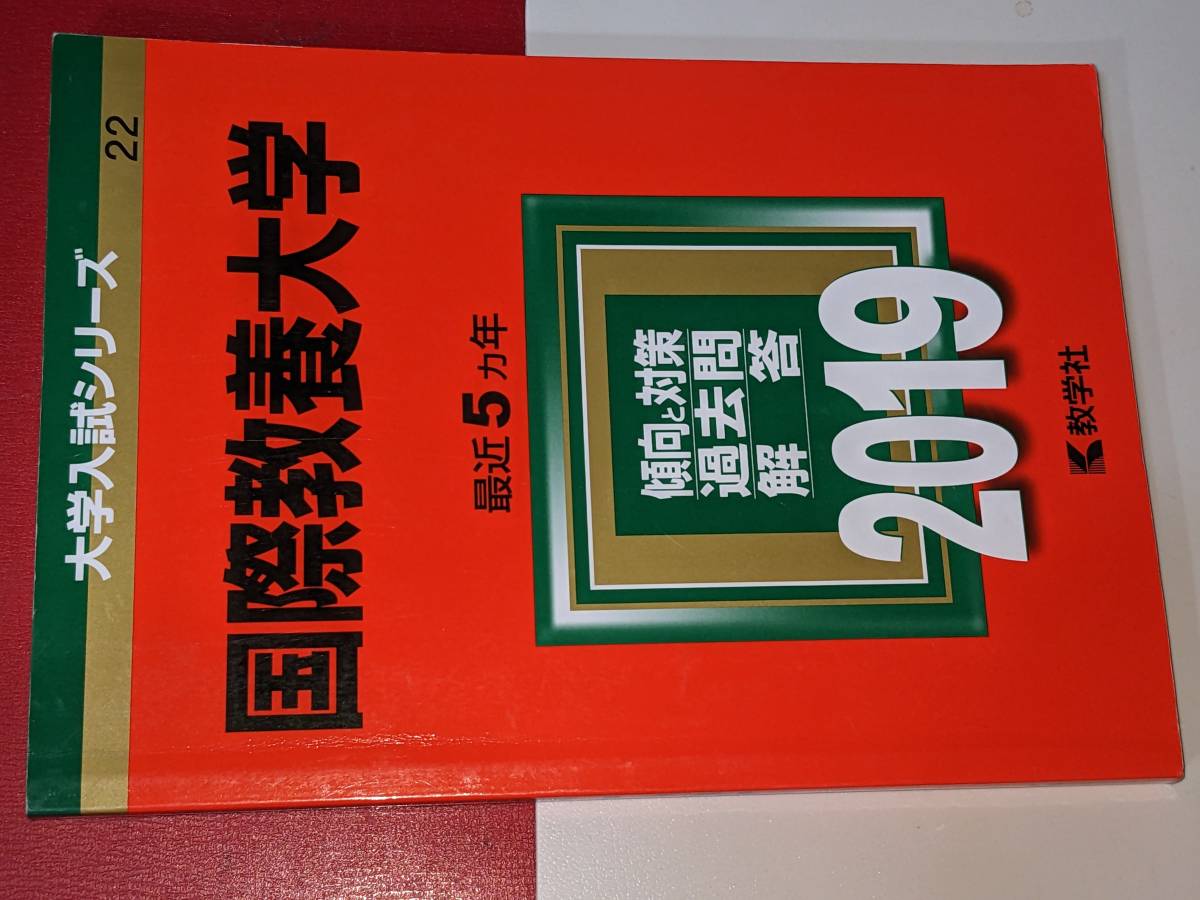 大学入試シリーズ
22
国際教養大学
最近5ヵ年
傾向と対策
過去問
解答
2019
教学社